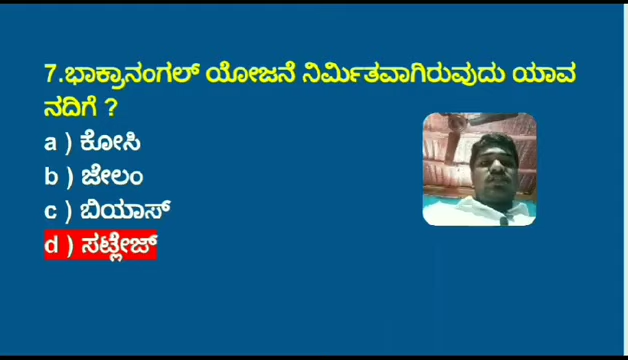 7.ಭಾಕ್ರಾನಂಗಲ್ ಯೋಜನೆ ನಿರ್ಮಿತವಾಗಿರುವುದು ಯಾವ
ನದಿಗೆ ?
a ) ಕೋಸಿ
b ) ಜೇಲಂ
c ) ಬಿಯಾಸ್
d ) ಸಟ್ಲೇಜ್